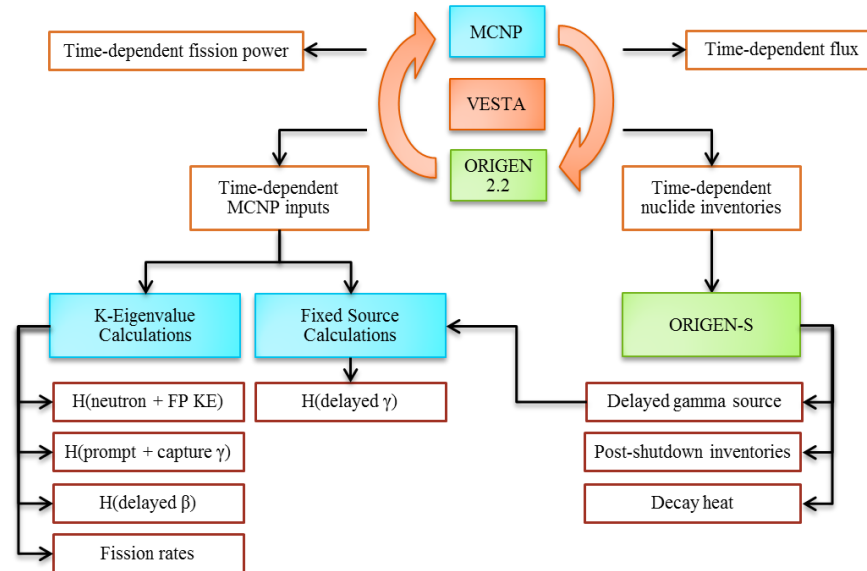 MCNP
Time-dependent fission power
Time-dependent flux
VESTA
ORIGEN
2.2
Time-dependent
MCNP inputs
Time-dependent
nuclide inventories
K-Eigenvalue
Calculations
Fixed Source
Calculations
ORIGEN-S
H(neutron + FP KE)
H(delayed γ)
Delayed gamma source
H(prompt + capture γ)
Post-shutdown inventories
H(delayed β)
Decay heat
Fission rates